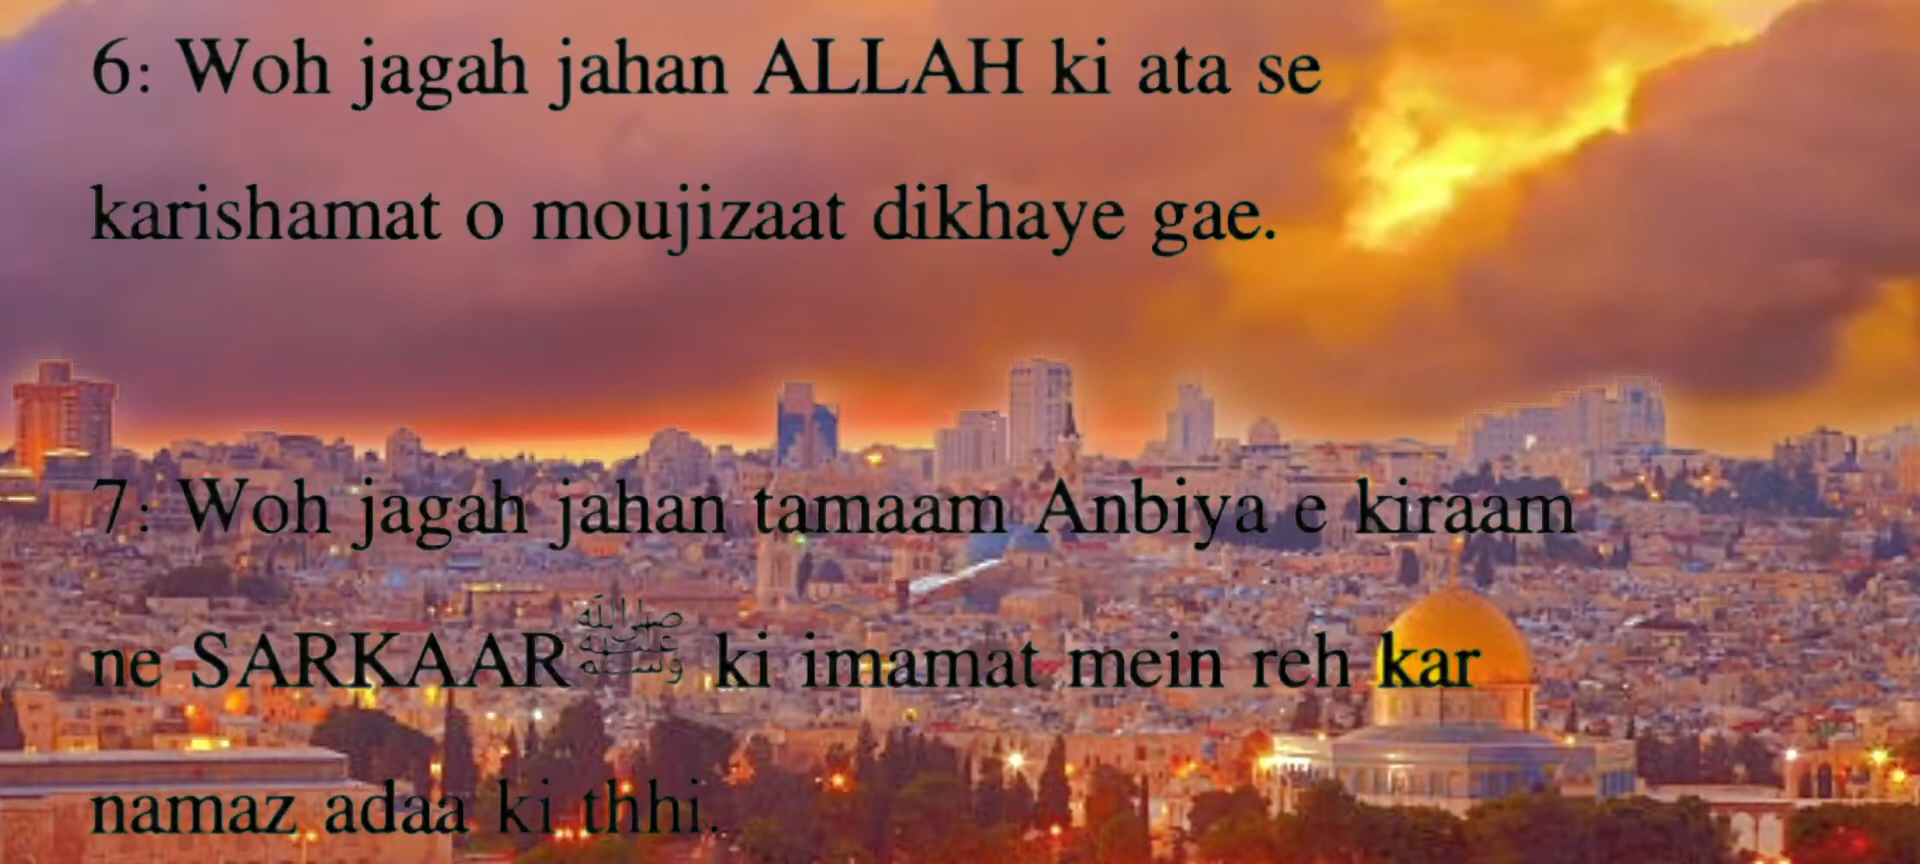 6: Woh jagah jahan ALLAH ki ata se
karishamat o moujizaat dikhaye gae.
7: Woh jagah jahan tamaam Anbiya e kiraam
ne SARKAARﷺ ki imamat mein reh kar
namaz adaa ki thhi.